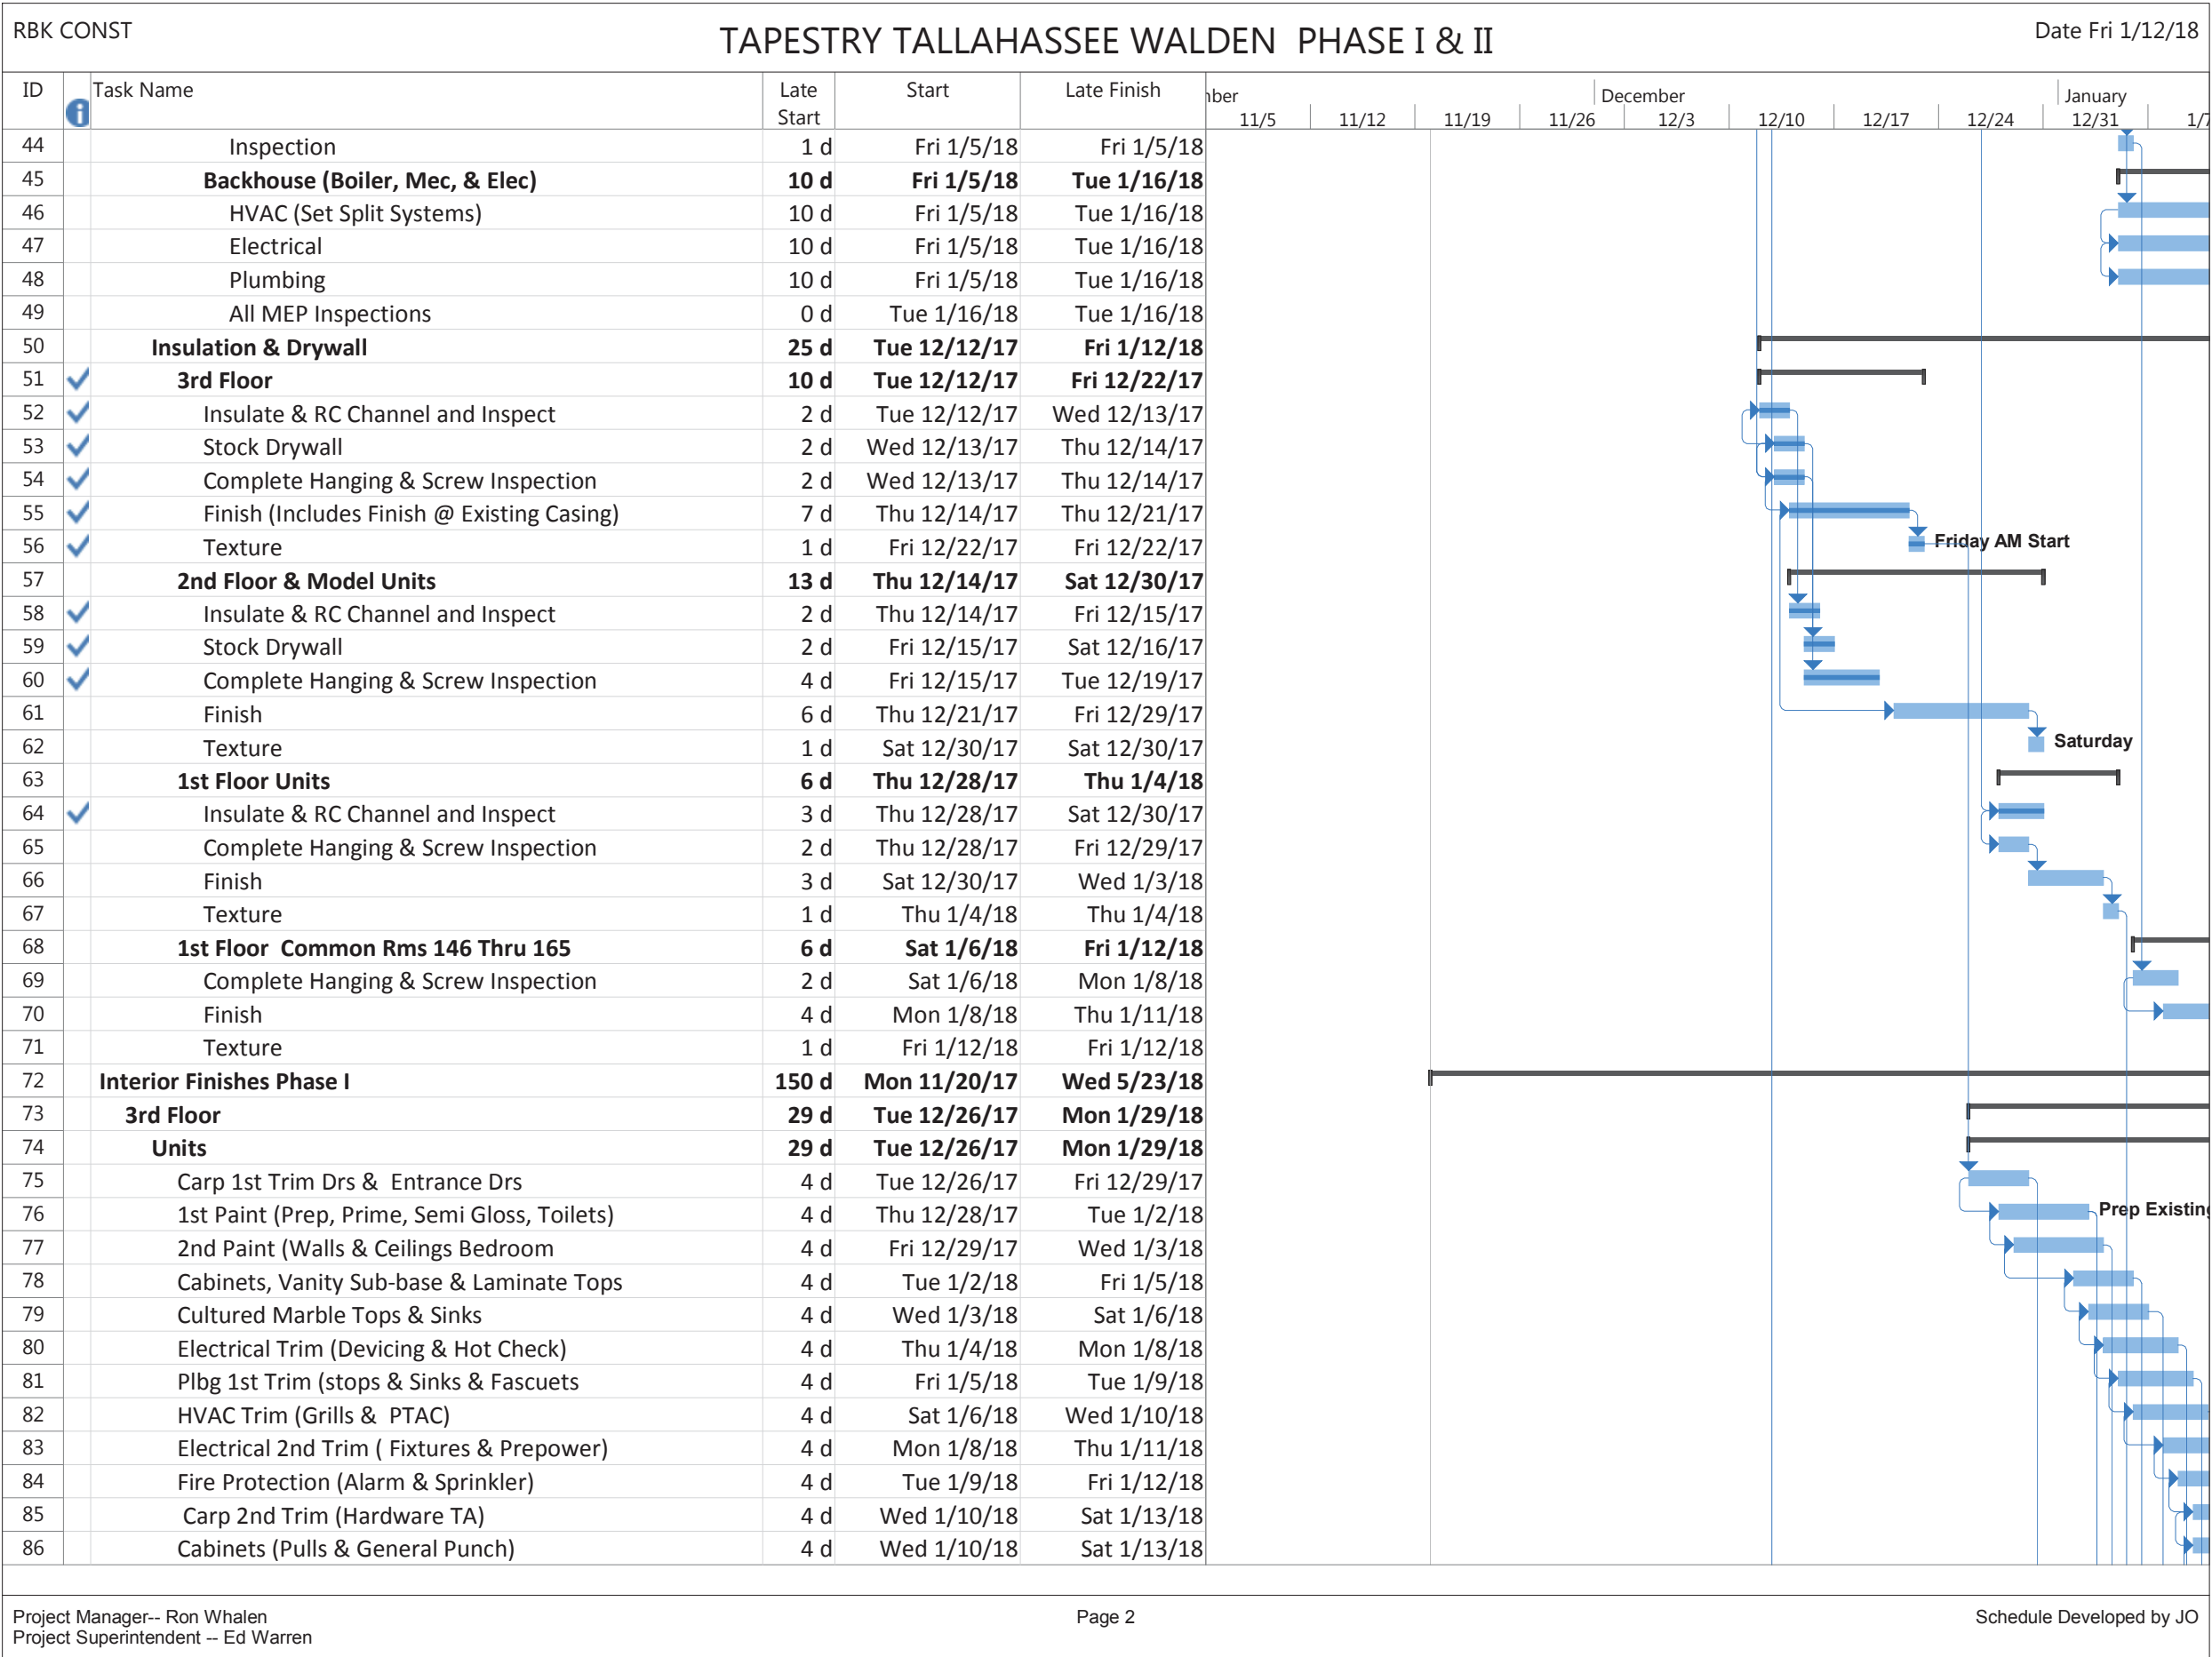 RBK CONST
TAPESTRY TALLAHASSEE WALDEN PHASE I & II
Date Fri 1/12/18
ID Task Name Late Start Start Late Finish
nber December January
11/5 11/12 11/19 11/26 12/3 12/10 12/17 12/24 12/31 1/7
44 Inspection 1 d Fri 1/5/18 Fri 1/5/18
45 Backhouse (Boiler, Mec, & Elec) 10 d Fri 1/5/18 Tue 1/16/18
46 HVAC (Set Split Systems) 10 d Fri 1/5/18 Tue 1/16/18
47 Electrical 10 d Fri 1/5/18 Tue 1/16/18
48 Plumbing 10 d Fri 1/5/18 Tue 1/16/18
49 All MEP Inspections 0 d Tue 1/16/18 Tue 1/16/18
50 Insulation & Drywall 25 d Tue 12/12/17 Fri 1/12/18
51 3rd Floor 10 d Tue 12/12/17 Fri 12/22/17
52 Insulate & RC Channel and Inspect 2 d Tue 12/12/17 Wed 12/13/17
53 Stock Drywall 2 d Wed 12/13/17 Thu 12/14/17
54 Complete Hanging & Screw Inspection 2 d Wed 12/13/17 Thu 12/14/17
55 Finish (Includes Finish @ Existing Casing) 7 d Thu 12/14/17 Thu 12/21/17
56 Texture 1 d Fri 12/22/17 Fri 12/22/17 Friday AM Start
57 2nd Floor & Model Units 13 d Thu 12/14/17 Sat 12/30/17
58 Insulate & RC Channel and Inspect 2 d Thu 12/14/17 Fri 12/15/17
59 Stock Drywall 2 d Fri 12/15/17 Sat 12/16/17
60 Complete Hanging & Screw Inspection 4 d Fri 12/15/17 Tue 12/19/17
61 Finish 6 d Thu 12/21/17 Fri 12/29/17
62 Texture 1 d Sat 12/30/17 Sat 12/30/17 Saturday
63 1st Floor Units 6 d Thu 12/28/17 Thu 1/4/18
64 Insulate & RC Channel and Inspect 3 d Thu 12/28/17 Sat 12/30/17
65 Complete Hanging & Screw Inspection 2 d Thu 12/28/17 Fri 12/29/17
66 Finish 3 d Sat 12/30/17 Wed 1/3/18
67 Texture 1 d Thu 1/4/18 Thu 1/4/18
68 1st Floor Common Rms 146 Thru 165 6 d Sat 1/6/18 Fri 1/12/18
69 Complete Hanging & Screw Inspection 2 d Sat 1/6/18 Mon 1/8/18
70 Finish 4 d Mon 1/8/18 Thu 1/11/18
71 Texture 1 d Fri 1/12/18 Fri 1/12/18
72 Interior Finishes Phase I 150 d Mon 11/20/17 Wed 5/23/18
73 3rd Floor 29 d Tue 12/26/17 Mon 1/29/18
74 Units 29 d Tue 12/26/17 Mon 1/29/18
75 Carp 1st Trim Drs & Entrance Drs 4 d Tue 12/26/17 Fri 12/29/17
76 1st Paint (Prep, Prime, Semi Gloss, Toilets) 4 d Thu 12/28/17 Tue 1/2/18 Prep Existing
77 2nd Paint (Walls & Ceilings Bedroom 4 d Fri 12/29/17 Wed 1/3/18
78 Cabinets, Vanity Sub-base & Laminate Tops 4 d Tue 1/2/18 Fri 1/5/18
79 Cultured Marble Tops & Sinks 4 d Wed 1/3/18 Sat 1/6/18
80 Electrical Trim (Devicing & Hot Check) 4 d Thu 1/4/18 Mon 1/8/18
81 Plbg 1st Trim (stops & Sinks & Fascuets 4 d Fri 1/5/18 Tue 1/9/18
82 HVAC Trim (Grills & PTAC) 4 d Sat 1/6/18 Wed 1/10/18
83 Electrical 2nd Trim ( Fixtures & Prepower) 4 d Mon 1/8/18 Thu 1/11/18
84 Fire Protection (Alarm & Sprinkler) 4 d Tue 1/9/18 Fri 1/12/18
85 Carp 2nd Trim (Hardware TA) 4 d Wed 1/10/18 Sat 1/13/18
86 Cabinets (Pulls & General Punch) 4 d Wed 1/10/18 Sat 1/13/18
Project Manager-- Ron Whalen
Project Superintendent -- Ed Warren
Page 2
Schedule Developed by JO